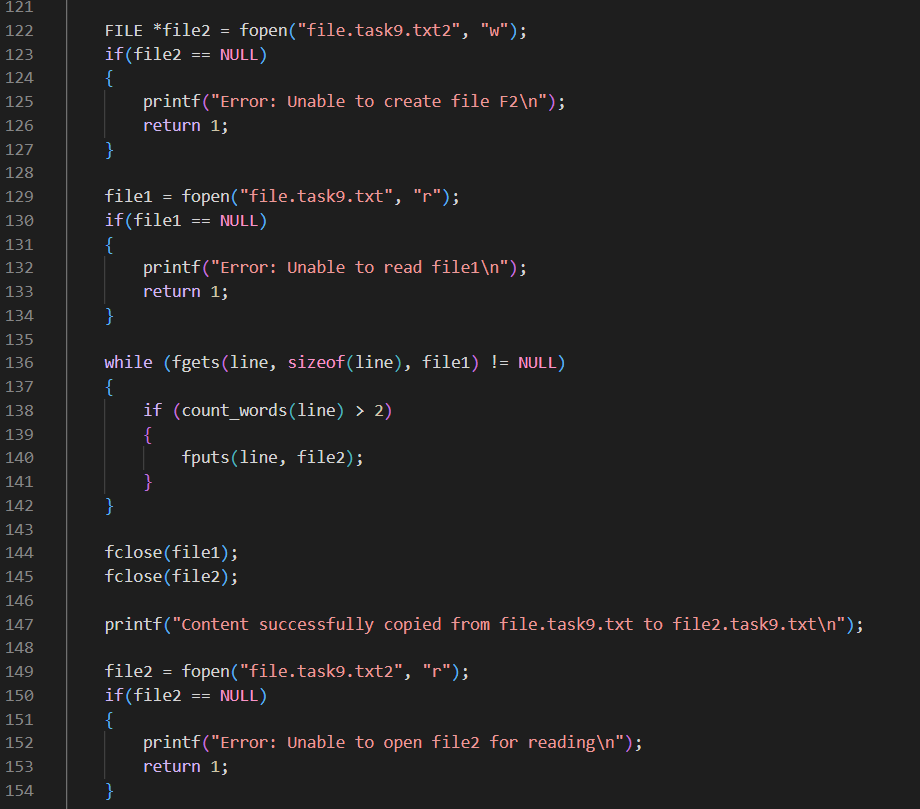 121
122 FILE *file2 = fopen("file.task9.txt2", "w");
123 if(file2 == NULL)
124 {
125 printf("Error: Unable to create file F2\n");
126 return 1;
127 }
128
129 file1 = fopen("file.task9.txt", "r");
130 if(file1 == NULL)
131 {
132 printf("Error: Unable to read file1\n");
133 return 1;
134 }
135
136 while (fgets(line, sizeof(line), file1) != NULL)
137 {
138 if (count_words(line) > 2)
139 {
140 fputs(line, file2);
141 }
142 }
143
144 fclose(file1);
145 fclose(file2);
146
147 printf("Content successfully copied from file.task9.txt to file2.task9.txt\n");
148
149 file2 = fopen("file.task9.txt2", "r");
150 if(file2 == NULL)
151 {
152 printf("Error: Unable to open file2 for reading\n");
153 return 1;
154 }